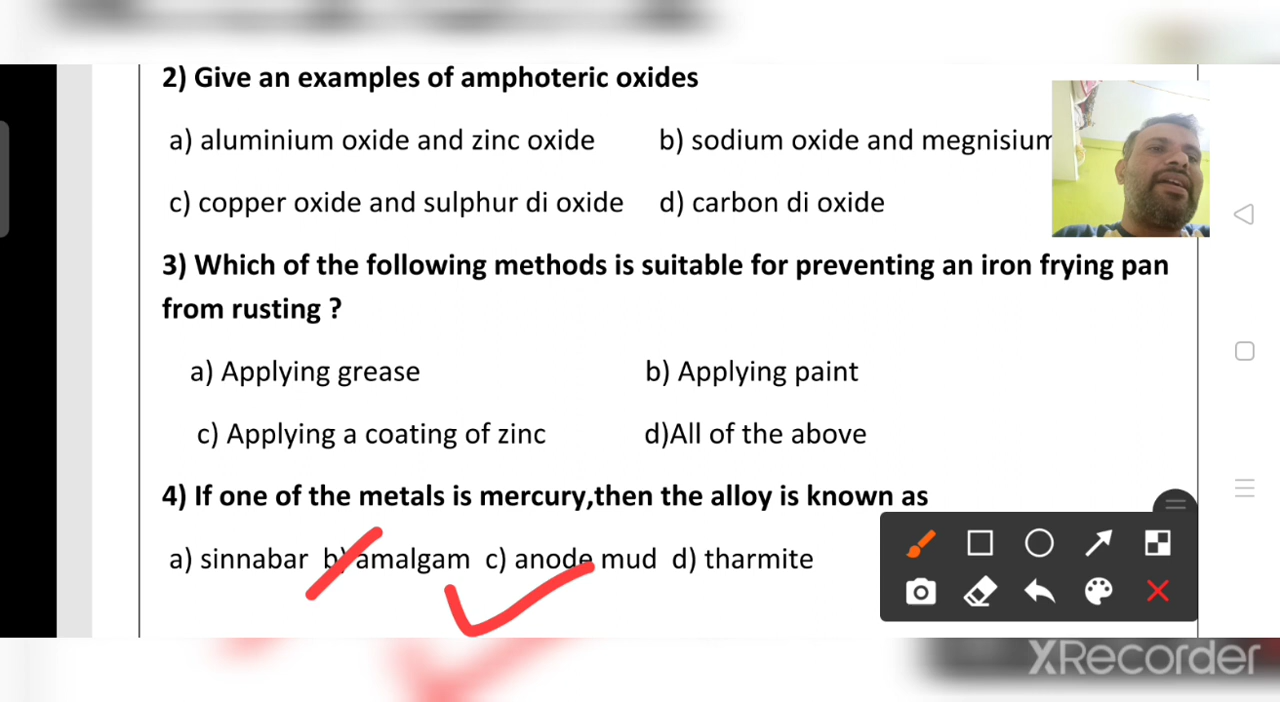 2) Give an examples of amphoteric oxides
a) aluminium oxide and zinc oxide b) sodium oxide and megnisium
c) copper oxide and sulphur di oxide d) carbon di oxide
3) Which of the following methods is suitable for preventing an iron frying pan
from rusting ?
a) Applying grease b) Applying paint
c) Applying a coating of zinc d)All of the above
4) If one of the metals is mercury,then the alloy is known as
a) sinnabar b) amalgam c) anode mud d) tharmite
XRecorder